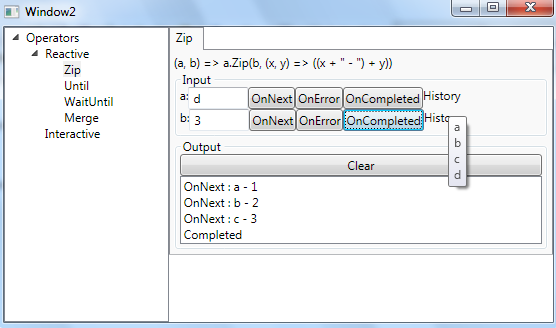 Window2
Operators
Reactive
Zip
Until
WaitUntil
Merge
Interactive
Zip
(a, b) => a.Zip(b, (x, y) => ((x + " - ") + y))
Input
a: d OnNext OnError OnCompleted History
b: 3 OnNext OnError OnCompleted
a
b
c
d
Output
Clear
OnNext : a - 1
OnNext : b - 2
OnNext : c - 3
Completed